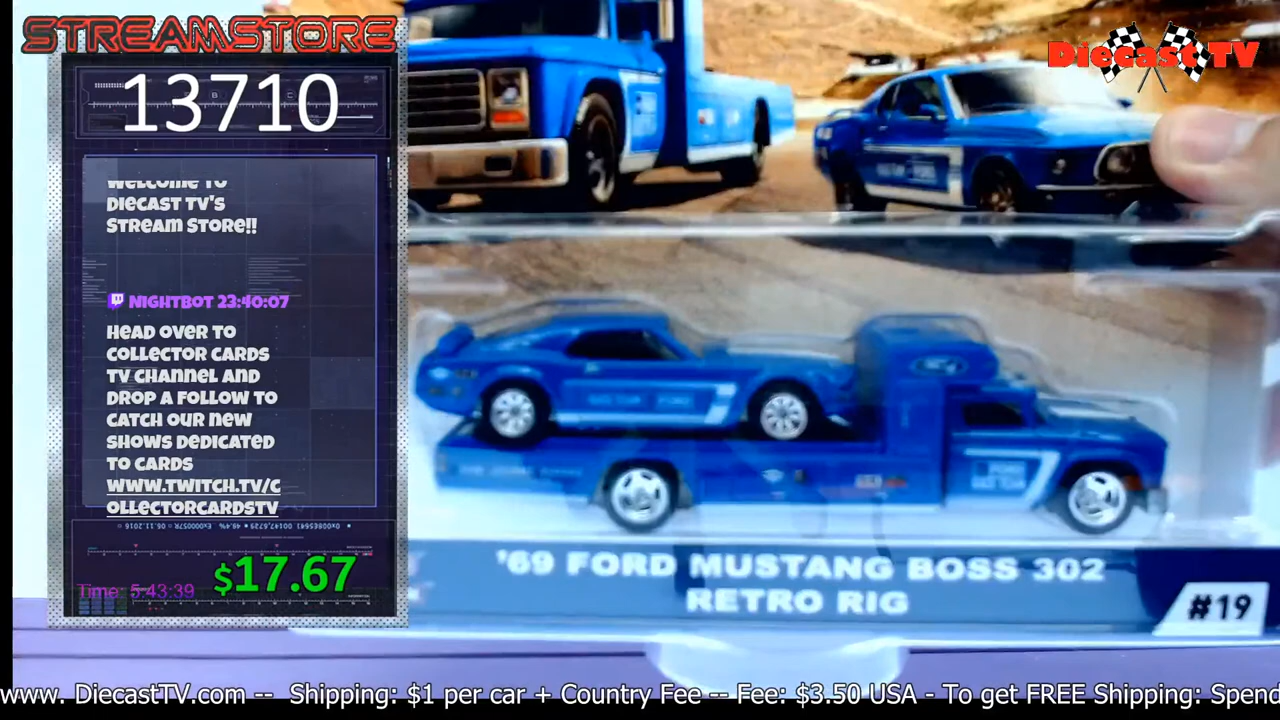 STREAMSTORE
13710
WELCOME TO
DIECAST TV'S
STREAM STORE!!
NIGHTBOT 23:40:07
HEAD OVER TO
COLLECTOR CARDS
TV CHANNEL AND
DROP A FOLLOW TO
CATCH OUR NEW
SHOWS DEDICATED
TO CARDS
WWW.TWITCH.TV/C
OLLECTORCARDSTV
Time: 5:43:39
$17.67
Diecast TV
'69 FORD MUSTANG BOSS 302
RETRO RIG
#19
www. DiecastTV.com -- Shipping: $1 per car + Country Fee -- Fee: $3.50 USA - To get FREE Shipping: Spend